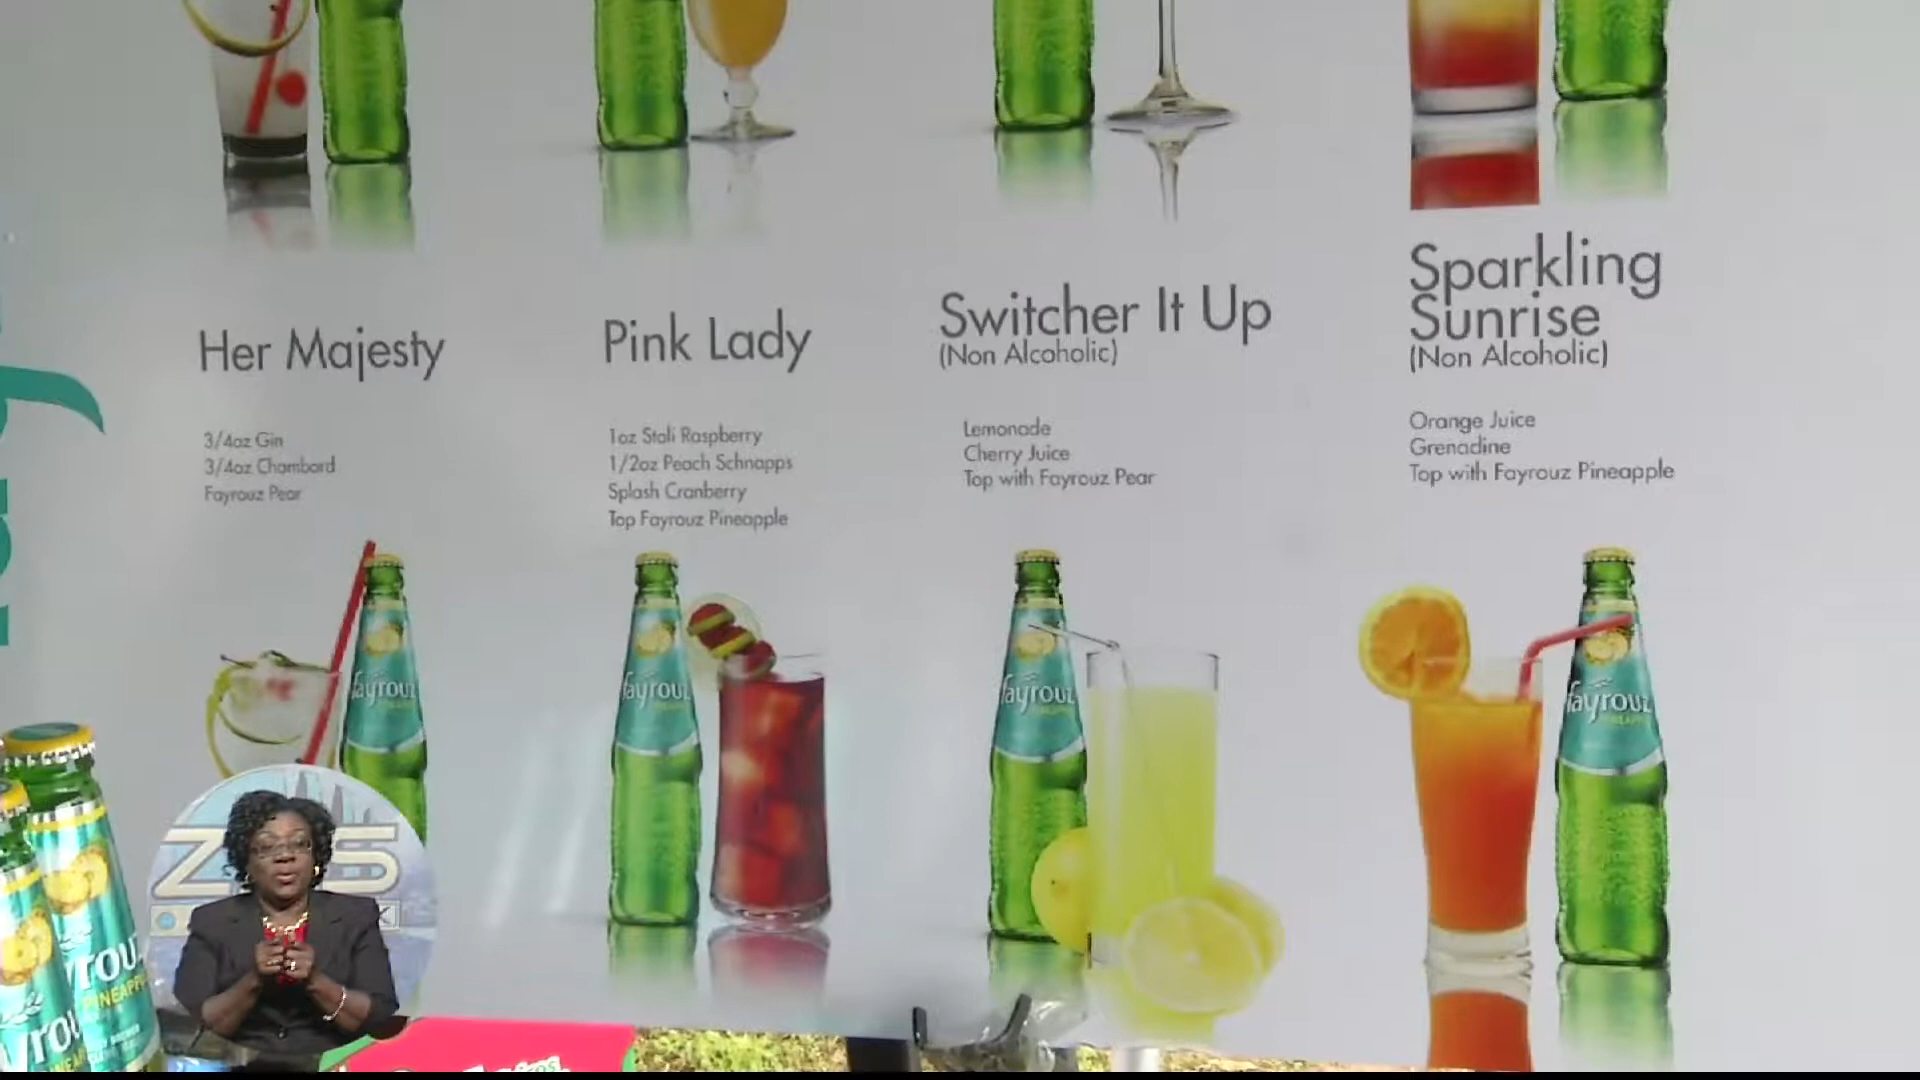 Her Majesty
3/4oz Gin
3/4oz Chambord
Fayrouz Pear
Pink Lady
1oz Stoli Raspberry
1/2oz Peach Schnapps
Splash Cranberry
Top Fayrouz Pineapple
Switcher It Up
(Non Alcoholic)
Lemonade
Cherry Juice
Top with Fayrouz Pear
Sparkling
Sunrise
(Non Alcoholic)
Orange Juice
Grenadine
Top with Fayrouz Pineapple
fayrouz
fayrouz
fayrouz
fayrouz
PINEAPPLE